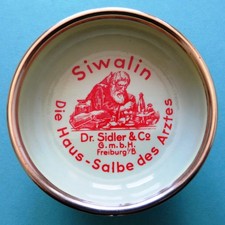 Siwalin
Dr. Sidler & Co
G.m.b.H.
Freiburg i/B.
Die Haus-Salbe des Arztes